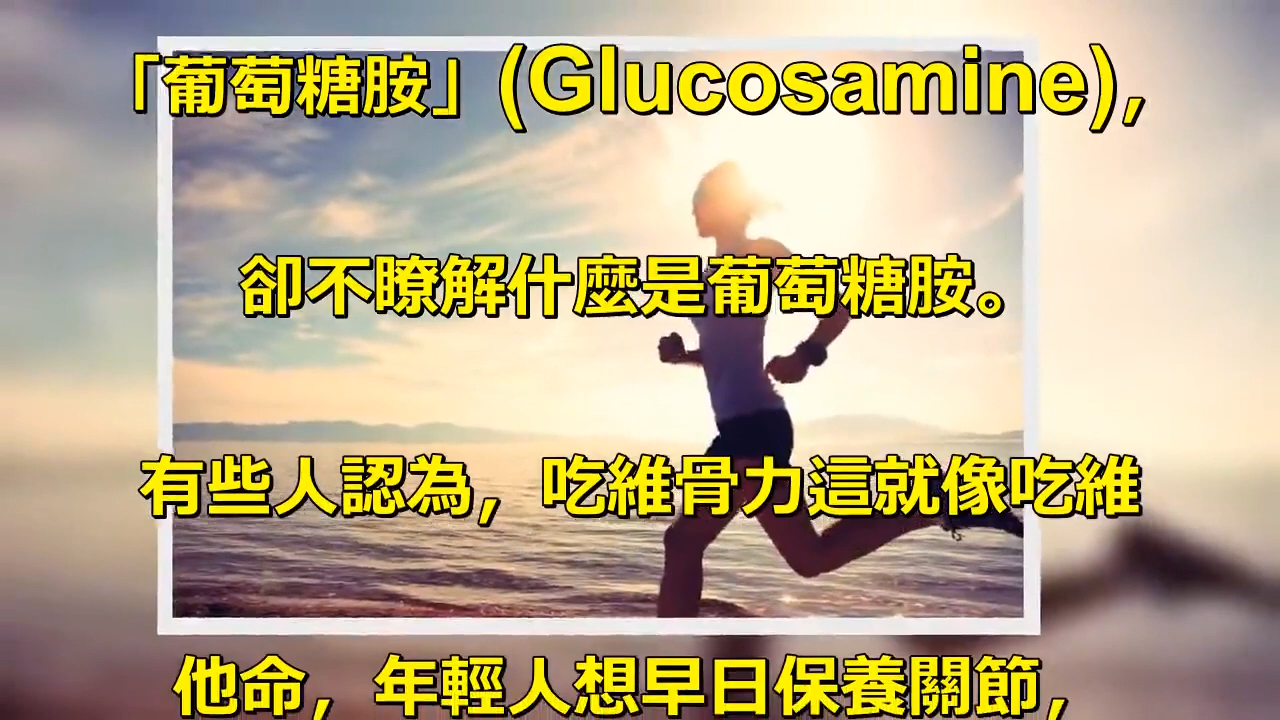 「葡萄糖胺」(Glucosamine),
卻不瞭解什麼是葡萄糖胺。
有些人認為，吃維骨力這就像吃維
他命，年輕人想早日保養關節，